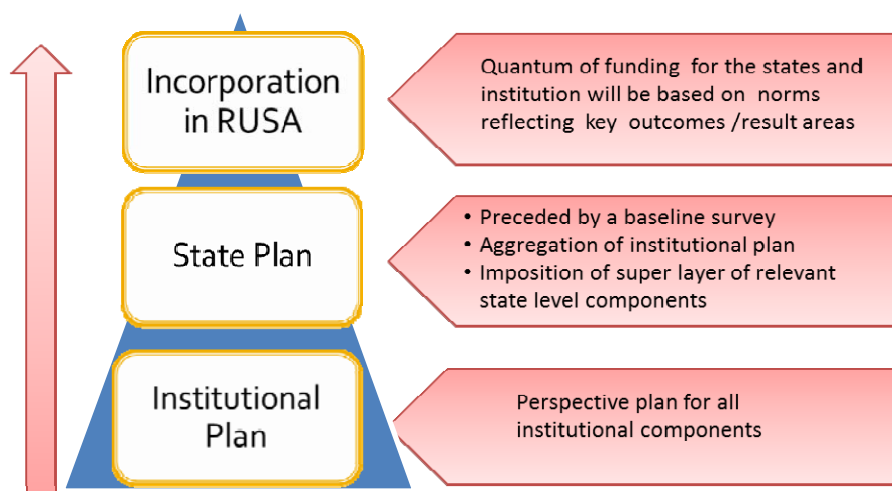 Incorporation
in RUSA
Quantum of funding for the states and
institution will be based on norms
reflecting key outcomes /result areas
State Plan
• Preceded by a baseline survey
• Aggregation of institutional plan
• Imposition of super layer of relevant
state level components
Institutional
Plan
Perspective plan for all
institutional components